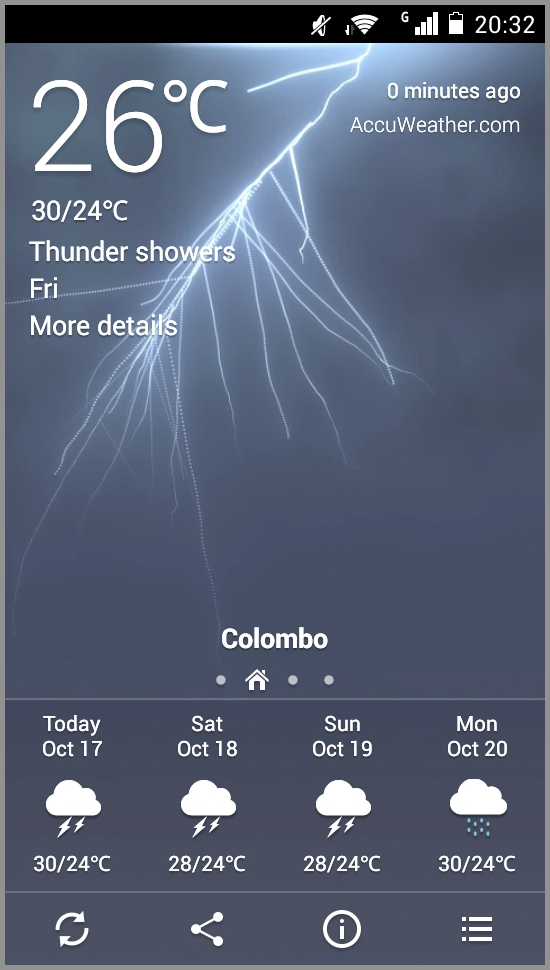 G 20:32
26°C
0 minutes ago
AccuWeather.com
30/24°C
Thunder showers
Fri
More details
Colombo
Today Sat Sun Mon
Oct 17 Oct 18 Oct 19 Oct 20
30/24°C 28/24°C 28/24°C 30/24°C